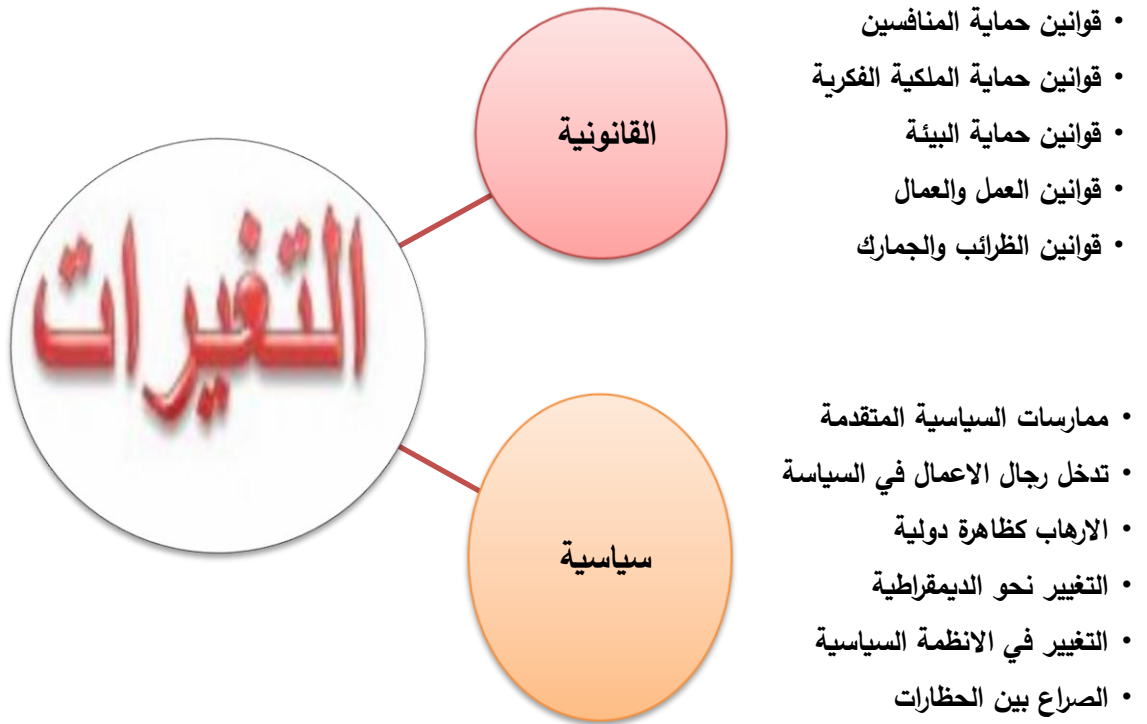 • قوانين حماية المنافسين
• قوانين حماية الملكية الفكرية
القانونية
• قوانين حماية البيئة
• قوانين العمل والعمال
• قوانين الظرائب والجمارك
التغيرات
• ممارسات السياسية المتقدمة
• تدخل رجال الاعمال في السياسة
• الارهاب كظاهرة دولية
سياسية
• التغيير نحو الديمقراطية
• التغيير في الانظمة السياسية
• الصراع بين الحظارات